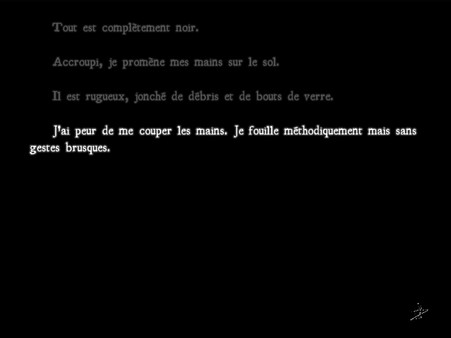 Tout est complètement noir.
Accroupi, je promène mes mains sur le sol.
Il est rugueux, jonché de débris et de bouts de verre.
J'ai peur de me couper les mains. Je fouille méthodiquement mais sans
gestes brusques.